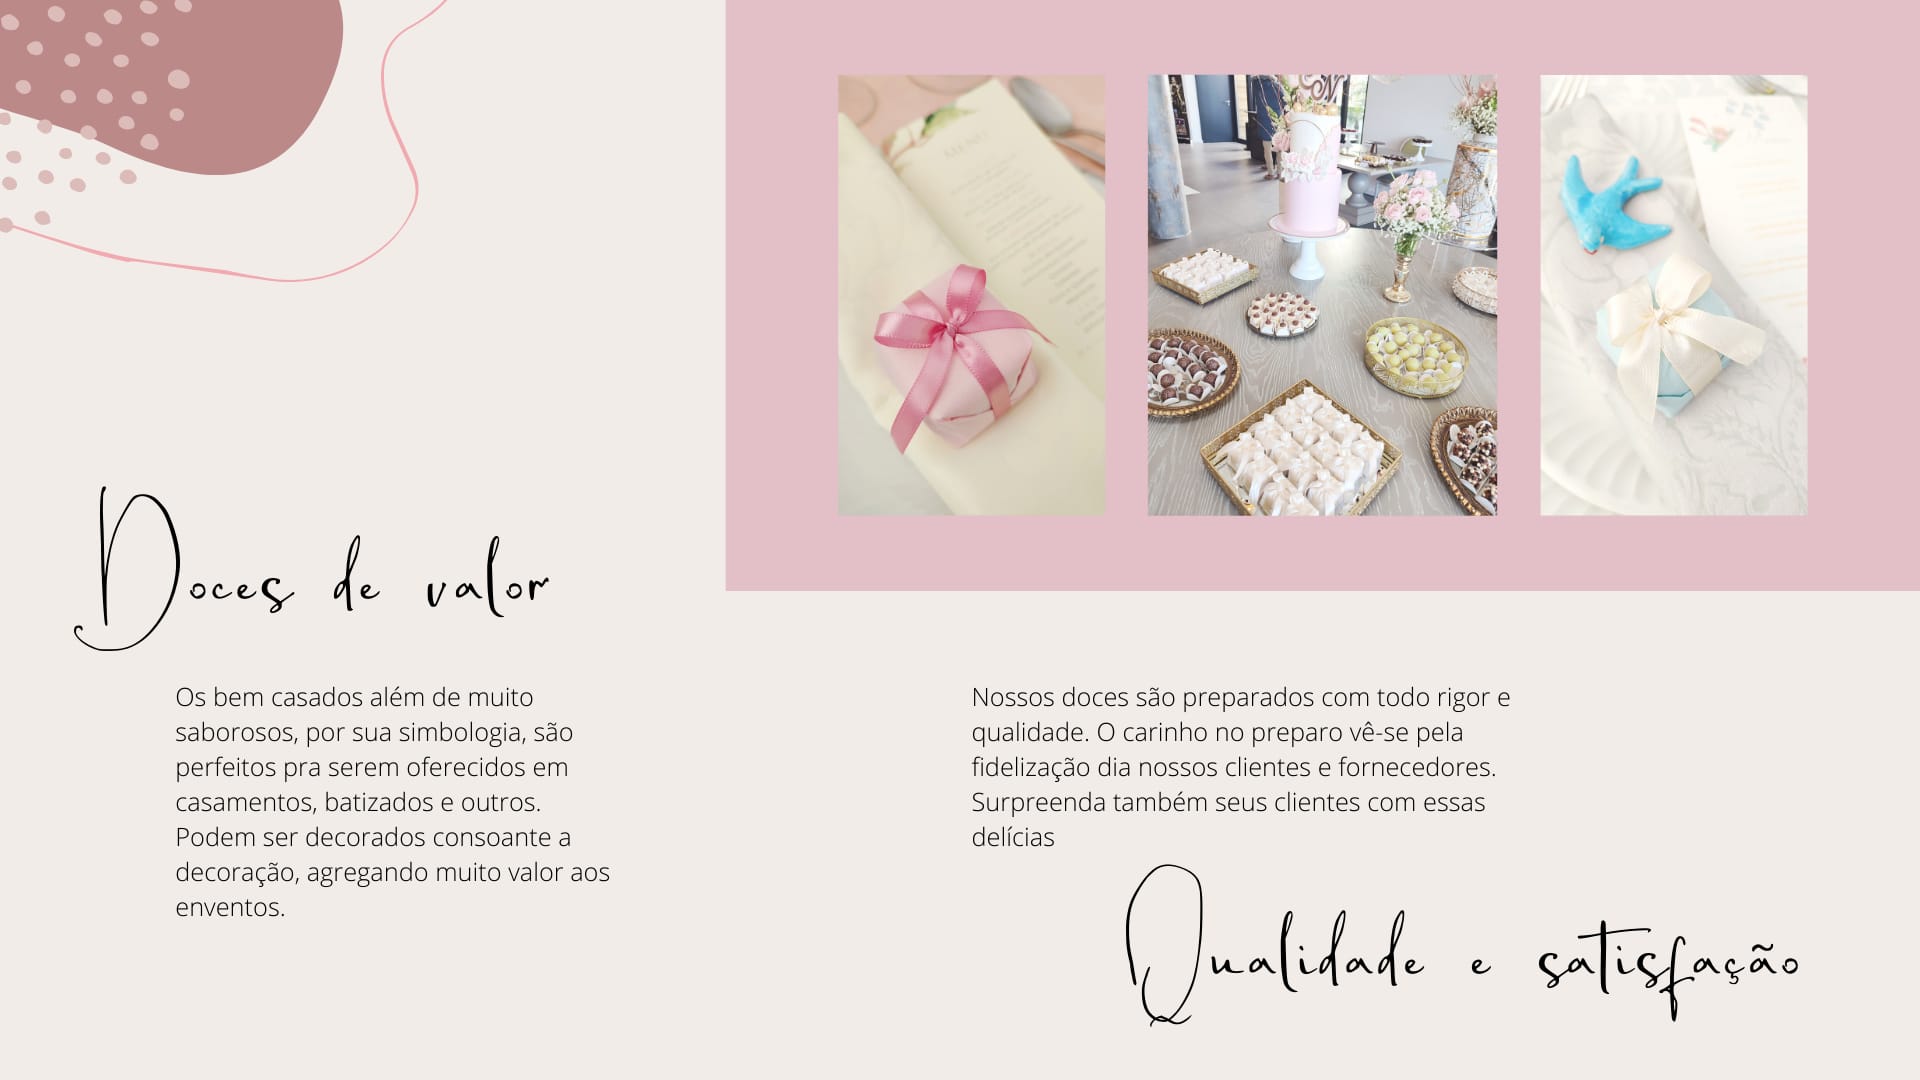 Doces de valor
Os bem casados além de muito
saborosos, por sua simbologia, são
perfeitos pra serem oferecidos em
casamentos, batizados e outros.
Podem ser decorados consoante a
decoração, agregando muito valor aos
enventos.
MENU
Nossos doces são preparados com todo rigor e
qualidade. O carinho no preparo vê-se pela
fidelização dia nossos clientes e fornecedores.
Surpreenda também seus clientes com essas
delícias
Qualidade e satisfação